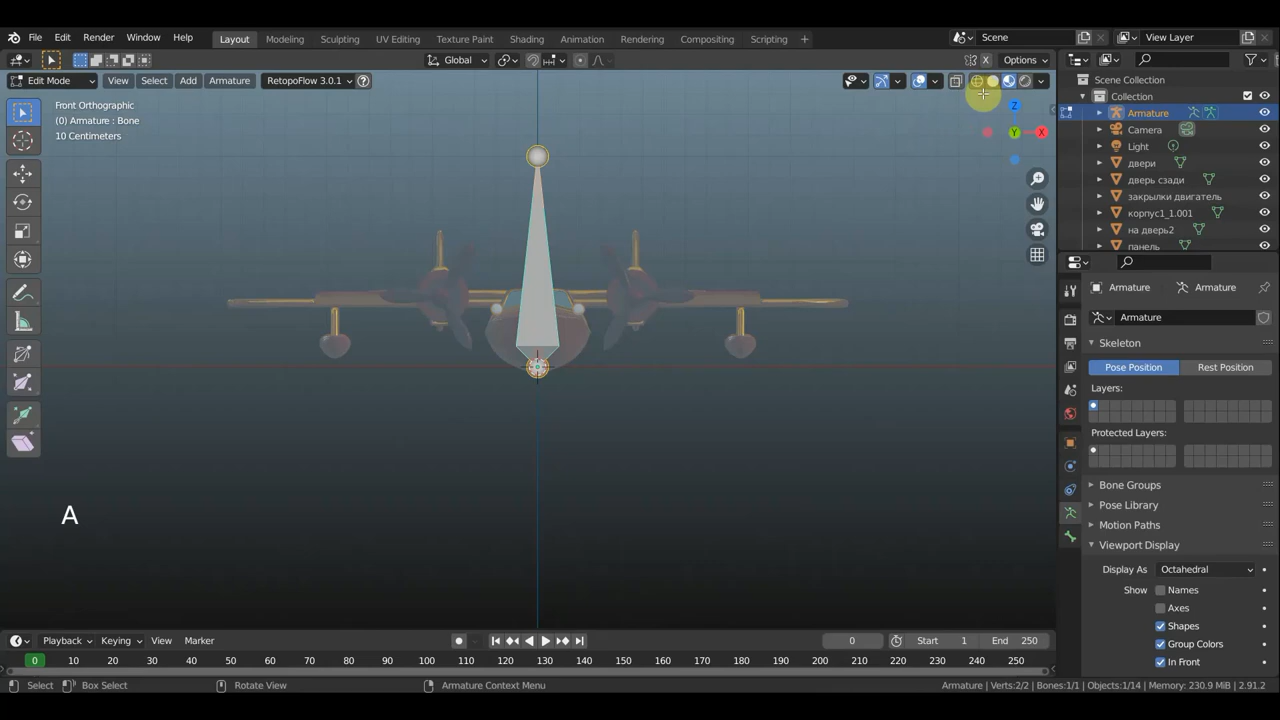 File Edit Render Window Help Layout Modeling Sculpting UV Editing Texture Paint Shading Animation Rendering Compositing Scripting + Scene View Layer
Global X Options
Edit Mode View Select Add Armature RetopoFlow 3.0.1 ?
Front Orthographic
(0) Armature : Bone
10 Centimeters
Z
Y
X
A
Scene Collection
Collection
Armature
Camera
Light
двери
дверь сзади
закрылки двигатель
корпус1_1.001
на дверь2
панель
Armature Armature
Armature
Skeleton
Pose Position Rest Position
Layers:
Protected Layers:
Bone Groups
Pose Library
Motion Paths
Viewport Display
Display As Octahedral
Show Names
Axes
Shapes
Group Colors
In Front
Playback Keying View Marker 0 Start 1 End 250
0 10 20 30 40 50 60 70 80 90 100 110 120 130 140 150 160 170 180 190 200 210 220 230 240 250
Select Box Select Rotate View Armature Context Menu Armature | Verts:2/2 | Bones:1/1 | Objects:1/14 | Memory: 230.9 MiB | 2.91.2